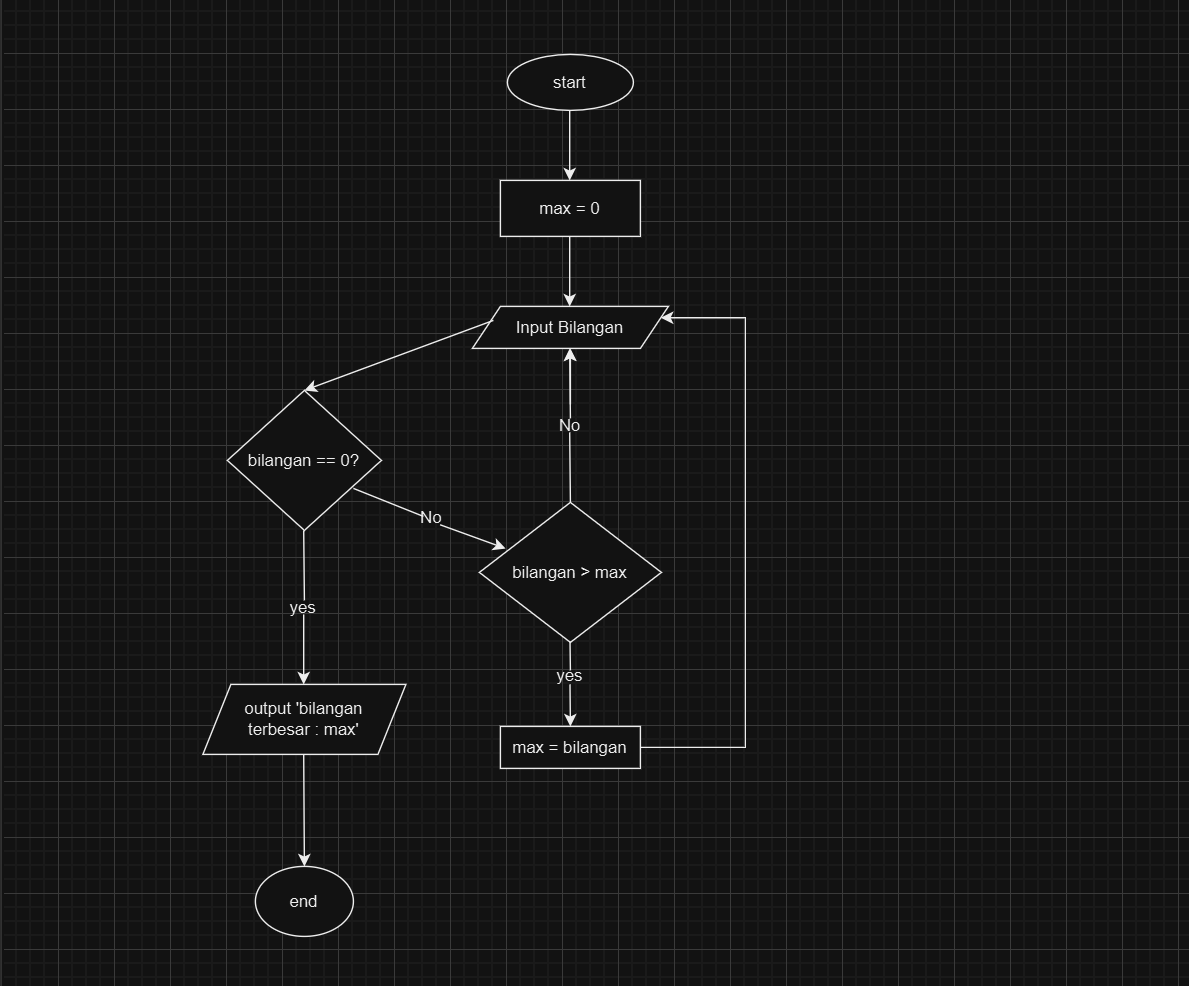 start
max = 0
Input Bilangan
No
bilangan == 0?
No
bilangan > max
yes
yes
output 'bilangan
terbesar : max'
max = bilangan
end